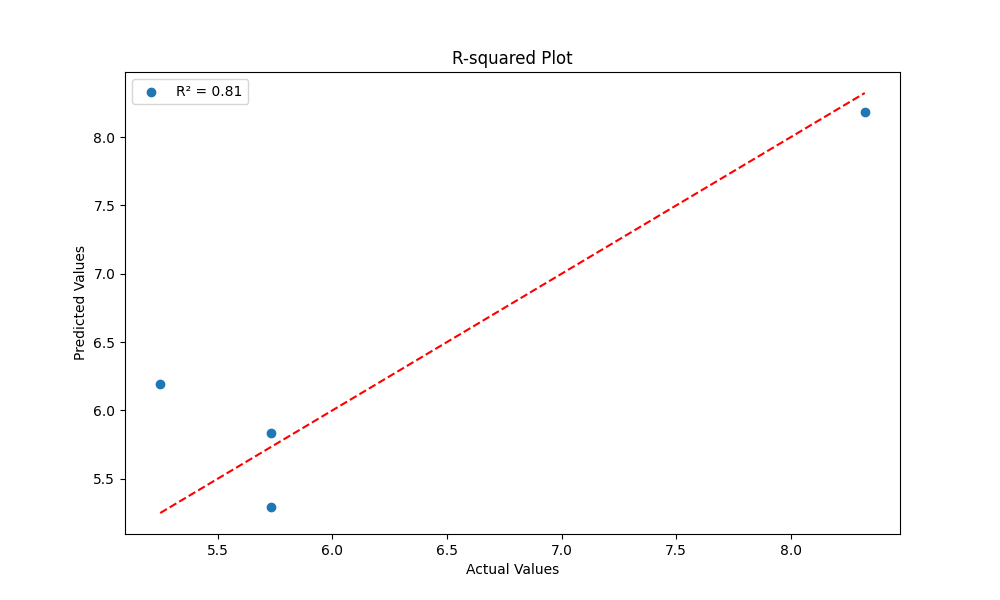 R-squared Plot
R² = 0.81
Predicted Values
8.0
7.5
7.0
6.5
6.0
5.5
5.5 6.0 6.5 7.0 7.5 8.0
Actual Values